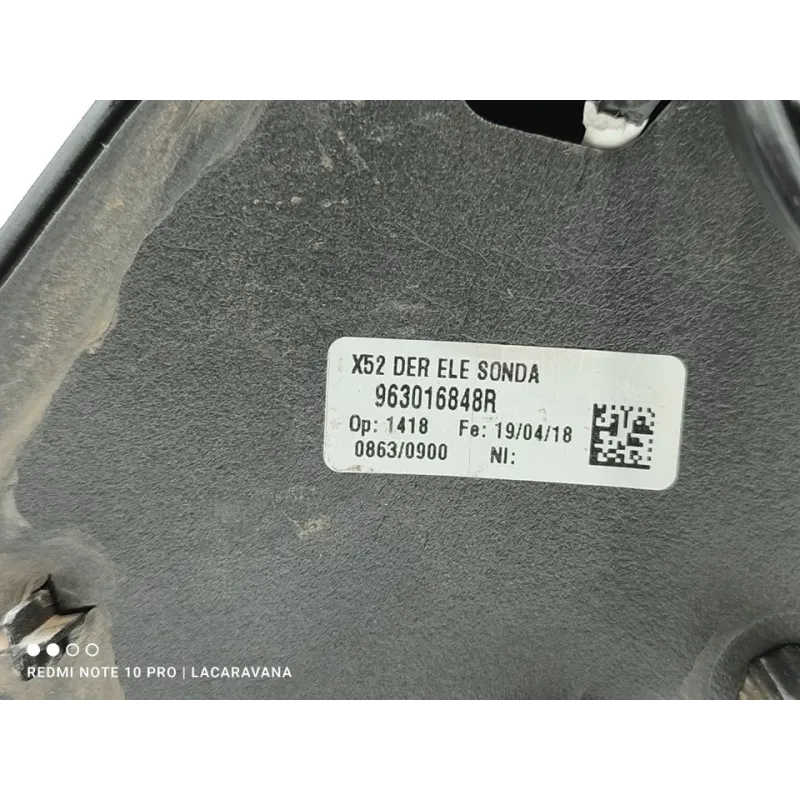 X52 DER ELE SONDA
963016848R
Op: 1418 Fe: 19/04/18
0863/0900 NI:
REDMI NOTE 10 PRO | LACARAVANA